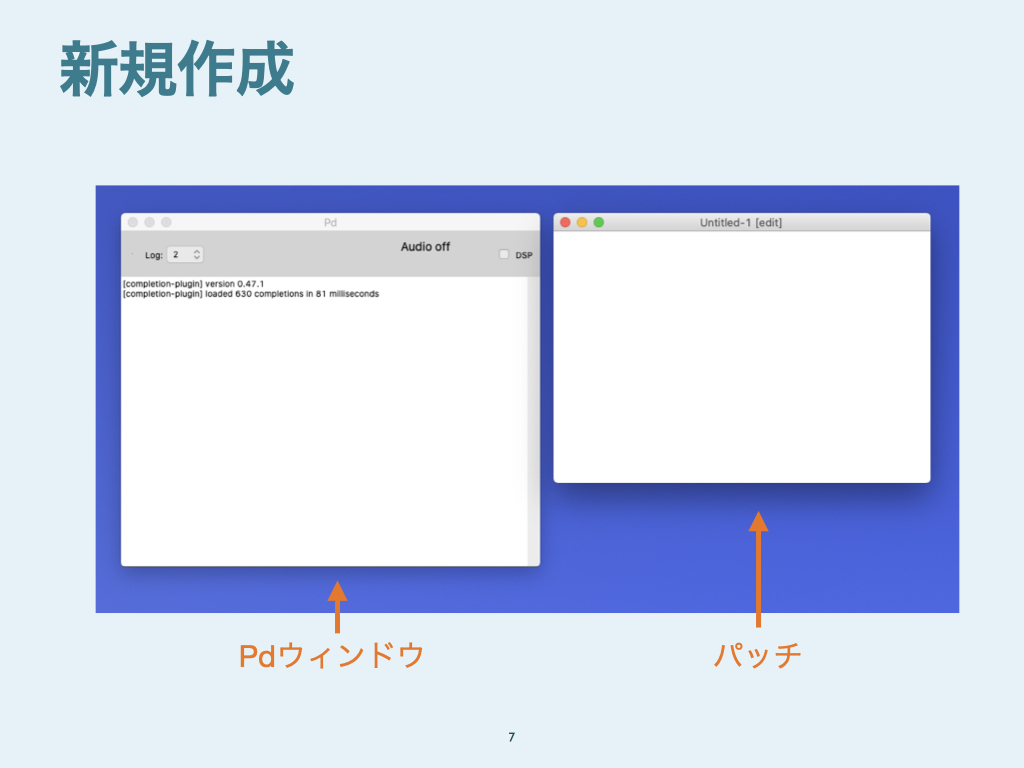 新規作成
Pd
Log: 2
Audio off
DSP
[completion-plugin] version 0.47.1
[completion-plugin] loaded 630 completions in 81 milliseconds
Untitled-1 [edit]
Pdウィンドウ
パッチ
7